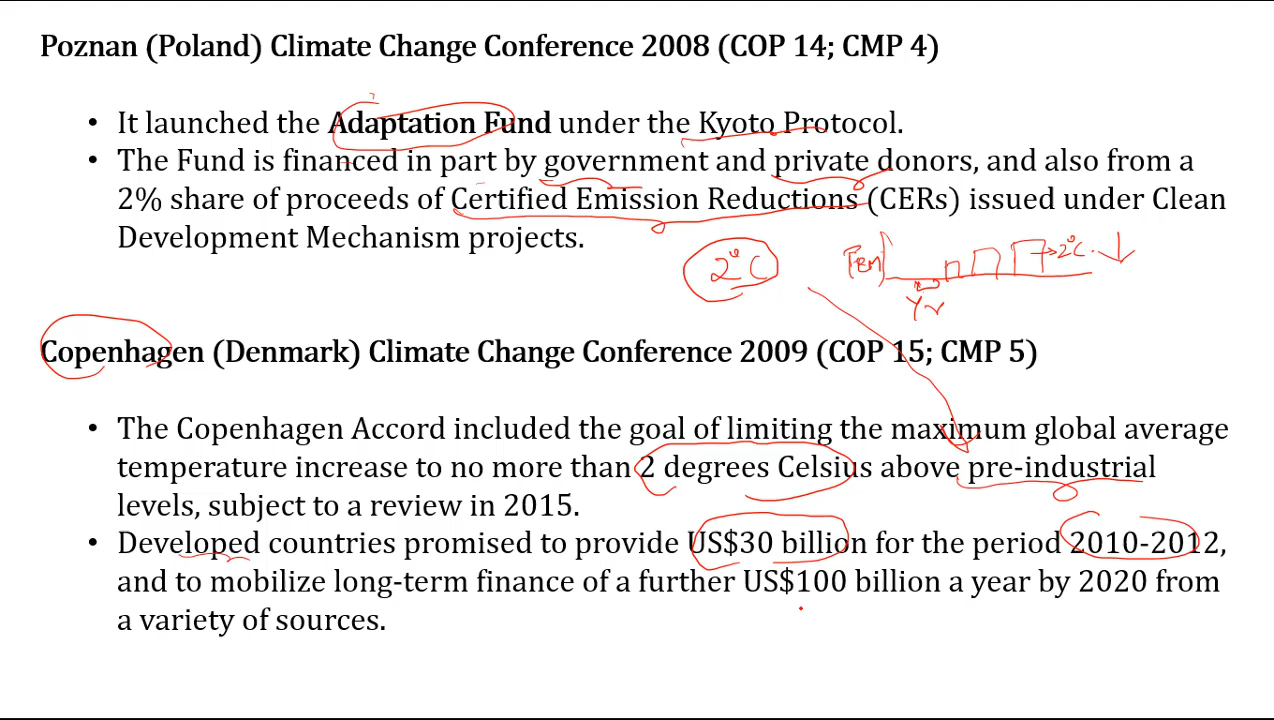 Poznan (Poland) Climate Change Conference 2008 (COP 14; CMP 4)
• It launched the Adaptation Fund under the Kyoto Protocol.
• The Fund is financed in part by government and private donors, and also from a
2% share of proceeds of Certified Emission Reductions (CERs) issued under Clean
Development Mechanism projects.
2°C
2°C
Yr
Copenhagen (Denmark) Climate Change Conference 2009 (COP 15; CMP 5)
• The Copenhagen Accord included the goal of limiting the maximum global average
temperature increase to no more than 2 degrees Celsius above pre-industrial
levels, subject to a review in 2015.
• Developed countries promised to provide US$30 billion for the period 2010-2012,
and to mobilize long-term finance of a further US$100 billion a year by 2020 from
a variety of sources.